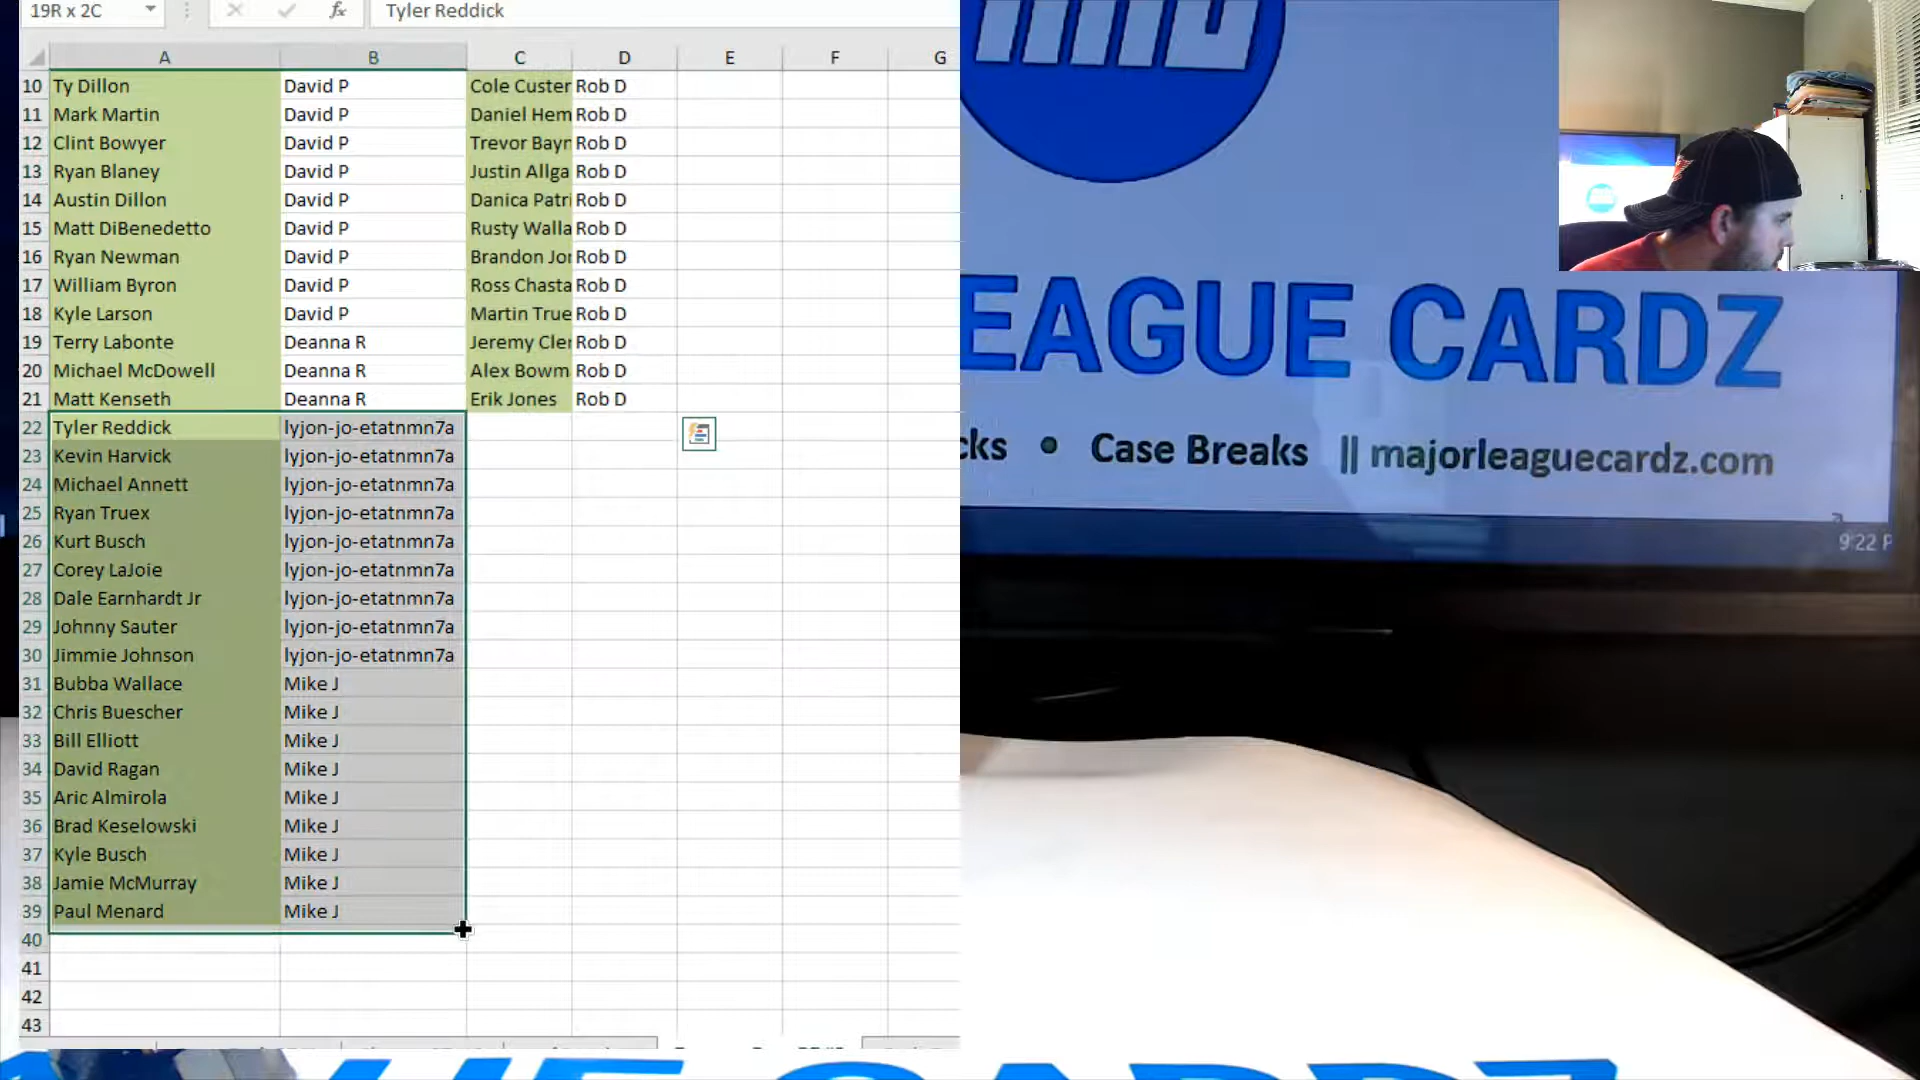 19R x 2C fx Tyler Reddick
A B C D E F G
10 Ty Dillon David P Cole Custer Rob D
11 Mark Martin David P Daniel Hem Rob D
12 Clint Bowyer David P Trevor Bayn Rob D
13 Ryan Blaney David P Justin Allga Rob D
14 Austin Dillon David P Danica Patri Rob D
15 Matt DiBenedetto David P Rusty Walla Rob D
16 Ryan Newman David P Brandon Jon Rob D
17 William Byron David P Ross Chasta Rob D
18 Kyle Larson David P Martin True Rob D
19 Terry Labonte Deanna R Jeremy Cle Rob D
20 Michael McDowell Deanna R Alex Bowm Rob D
21 Matt Kenseth Deanna R Erik Jones Rob D
22 Tyler Reddick lyjon-jo-etatnmn7a
23 Kevin Harvick lyjon-jo-etatnmn7a
24 Michael Annett lyjon-jo-etatnmn7a
25 Ryan Truex lyjon-jo-etatnmn7a
26 Kurt Busch lyjon-jo-etatnmn7a
27 Corey LaJoie lyjon-jo-etatnmn7a
28 Dale Earnhardt Jr lyjon-jo-etatnmn7a
29 Johnny Sauter lyjon-jo-etatnmn7a
30 Jimmie Johnson lyjon-jo-etatnmn7a
31 Bubba Wallace Mike J
32 Chris Buescher Mike J
33 Bill Elliott Mike J
34 David Ragan Mike J
35 Aric Almirola Mike J
36 Brad Keselowski Mike J
37 Kyle Busch Mike J
38 Jamie McMurray Mike J
39 Paul Menard Mike J
40
41
42
43
EAGUE CARDZ
cks • Case Breaks || majorleaguecardz.com
9:22 P